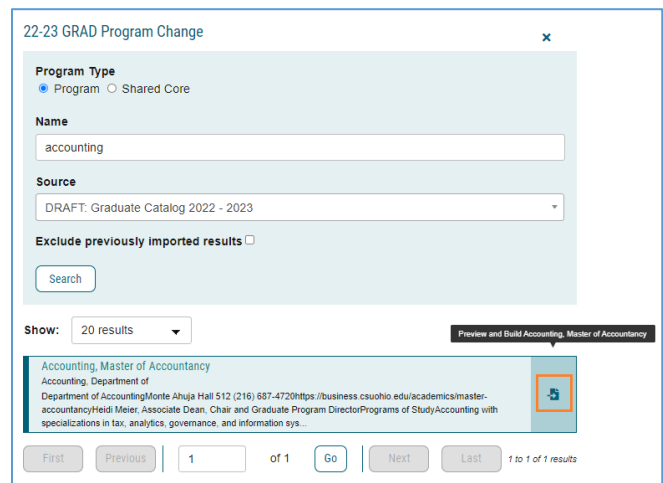 22-23 GRAD Program Change
×
Program Type
Program Shared Core
Name
accounting
Source
DRAFT: Graduate Catalog 2022 - 2023
Exclude previously imported results
Search
Show: 20 results
Preview and Build Accounting, Master of Accountancy
Accounting, Master of Accountancy
Accounting, Department of
Department of AccountingMonte Ahuja Hall 512 (216) 687-4720https://business.csuohio.edu/academics/master-
accountancyHeidi Meier, Associate Dean, Chair and Graduate Program DirectorPrograms of StudyAccounting with
specializations in tax, analytics, governance, and information sys...
First Previous 1 of 1 Go Next Last 1 to 1 of 1 results